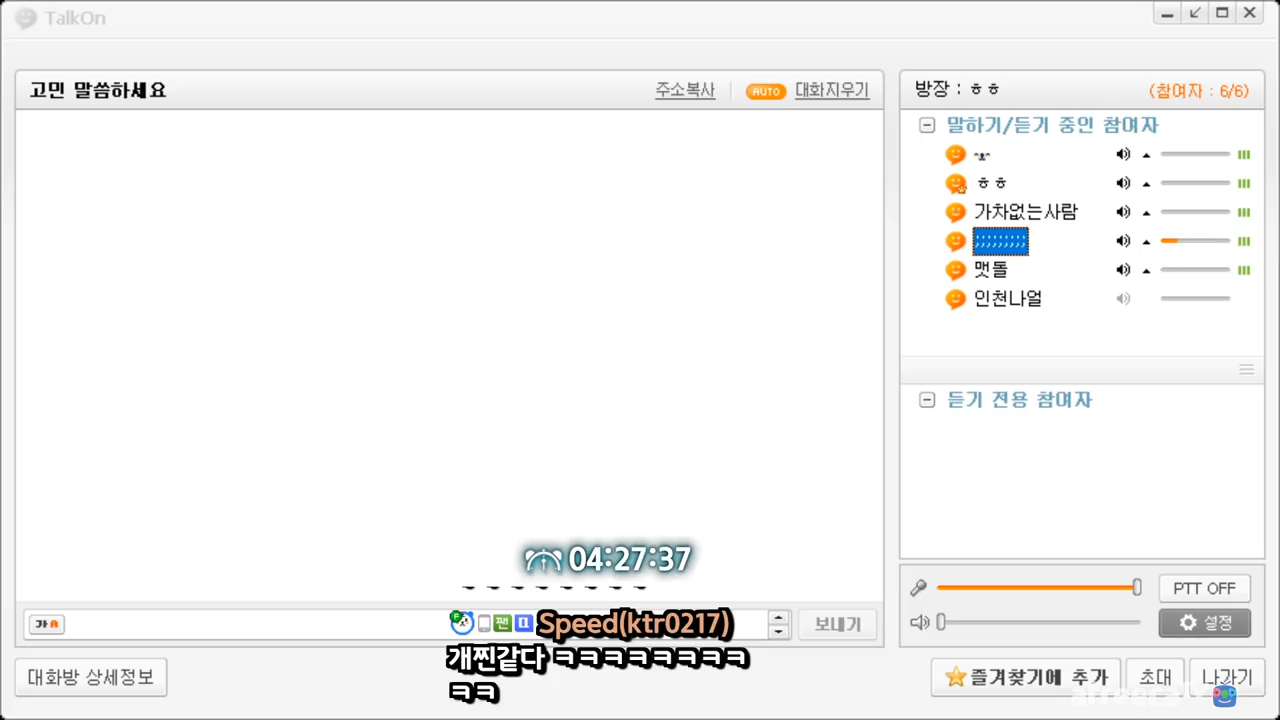 TalkOn
고민 말씀하세요
주소복사
AUTO
대화지우기
방장 : ㅎㅎ
(참여자 : 6/6)
말하기/듣기 중인 참여자
ㅎㅎ
가차없는사람
;;;;;;;;;
맷돌
인천나얼
듣기 전용 참여자
04:27:37
PTT OFF
가A
F
팬
Speed(ktr0217)
보내기
설정
개찐같다 ㅋㅋㅋㅋㅋㅋㅋㅋ
ㅋㅋ
대화방 상세정보
즐겨찾기에 추가
초대
나가기